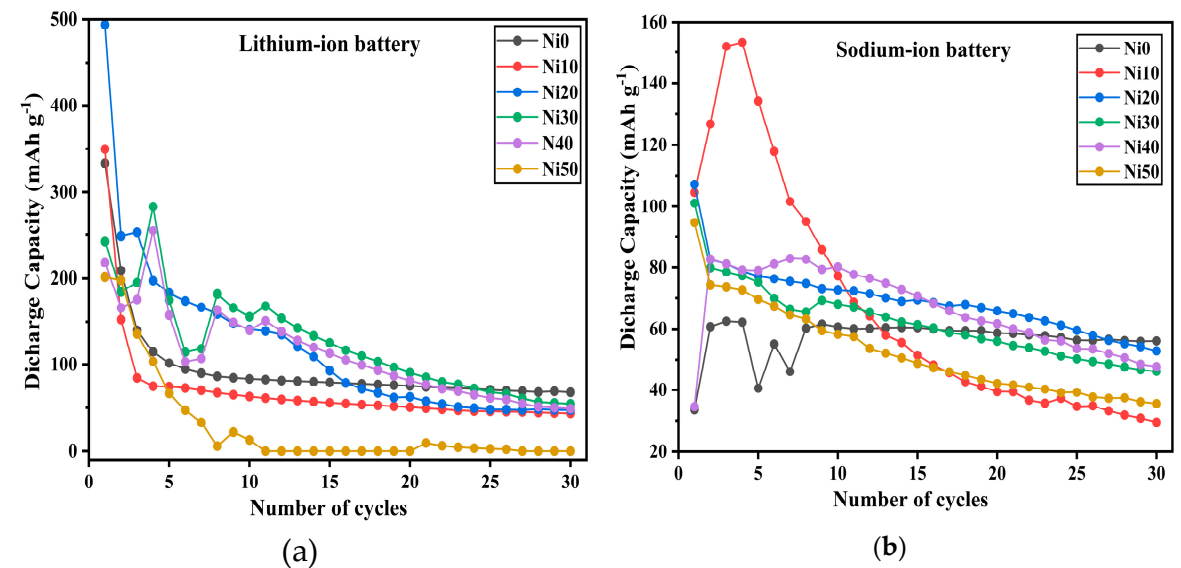 Lithium-ion battery
Ni0
Ni10
Ni20
Ni30
N40
Ni50
Dicharge Capacity (mAh g⁻¹)
500
400
300
200
100
0
0 5 10 15 20 25 30
Number of cycles
(a)
Sodium-ion battery
Ni0
Ni10
Ni20
Ni30
Ni40
Ni50
Dicharge Capacity (mAh g⁻¹)
160
140
120
100
80
60
40
20
0 5 10 15 20 25 30
Number of cycles
(b)